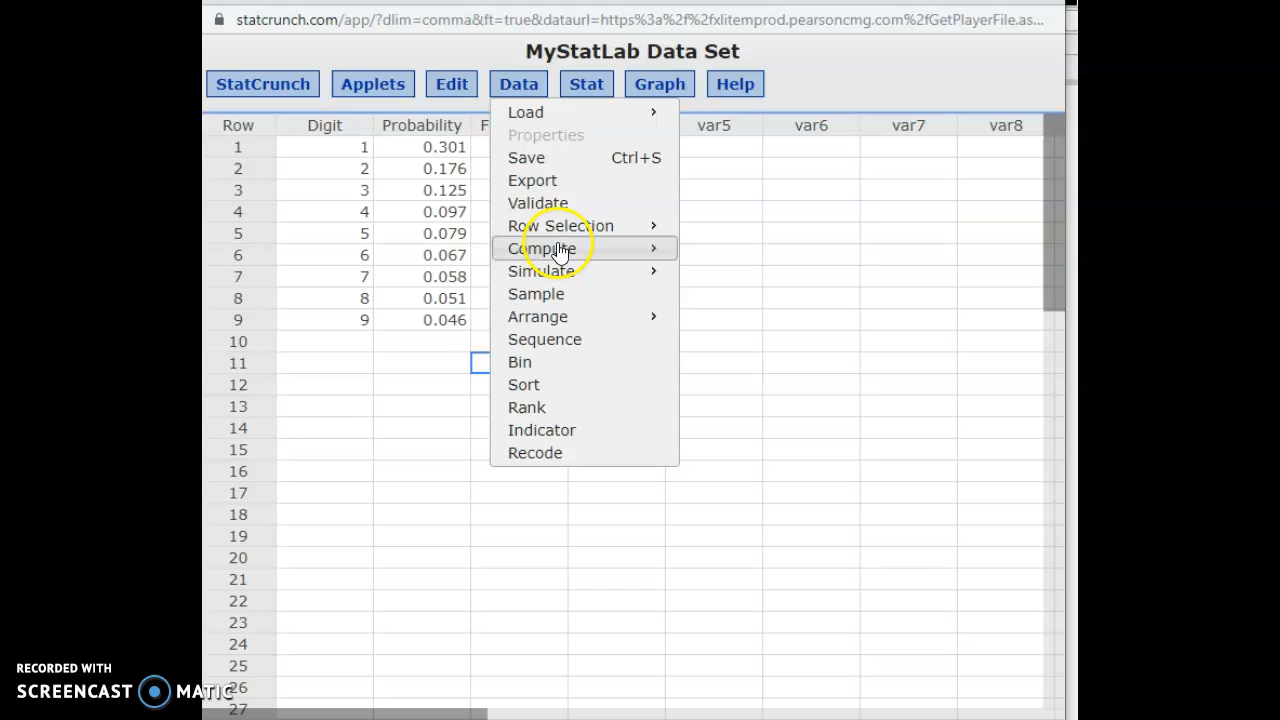 statcrunch.com/app/?dlim=comma&ft=true&dataurl=https%3a%2f%2fxlitemprod.pearsoncmg.com%2fGetPlayerFile.as...
MyStatLab Data Set
StatCrunch Applets Edit Data Stat Graph Help
Row Digit Probability F var5 var6 var7 var8
1 1 0.301
2 2 0.176
3 3 0.125
4 4 0.097
5 5 0.079
6 6 0.067
7 7 0.058
8 8 0.051
9 9 0.046
10
11
12
13
14
15
16
17
18
19
20
21
22
23
24
25
26
27
Load
Properties
Save Ctrl+S
Export
Validate
Row Selection
Compute
Simulate
Sample
Arrange
Sequence
Bin
Sort
Rank
Indicator
Recode
RECORDED WITH
SCREENCAST MATIC